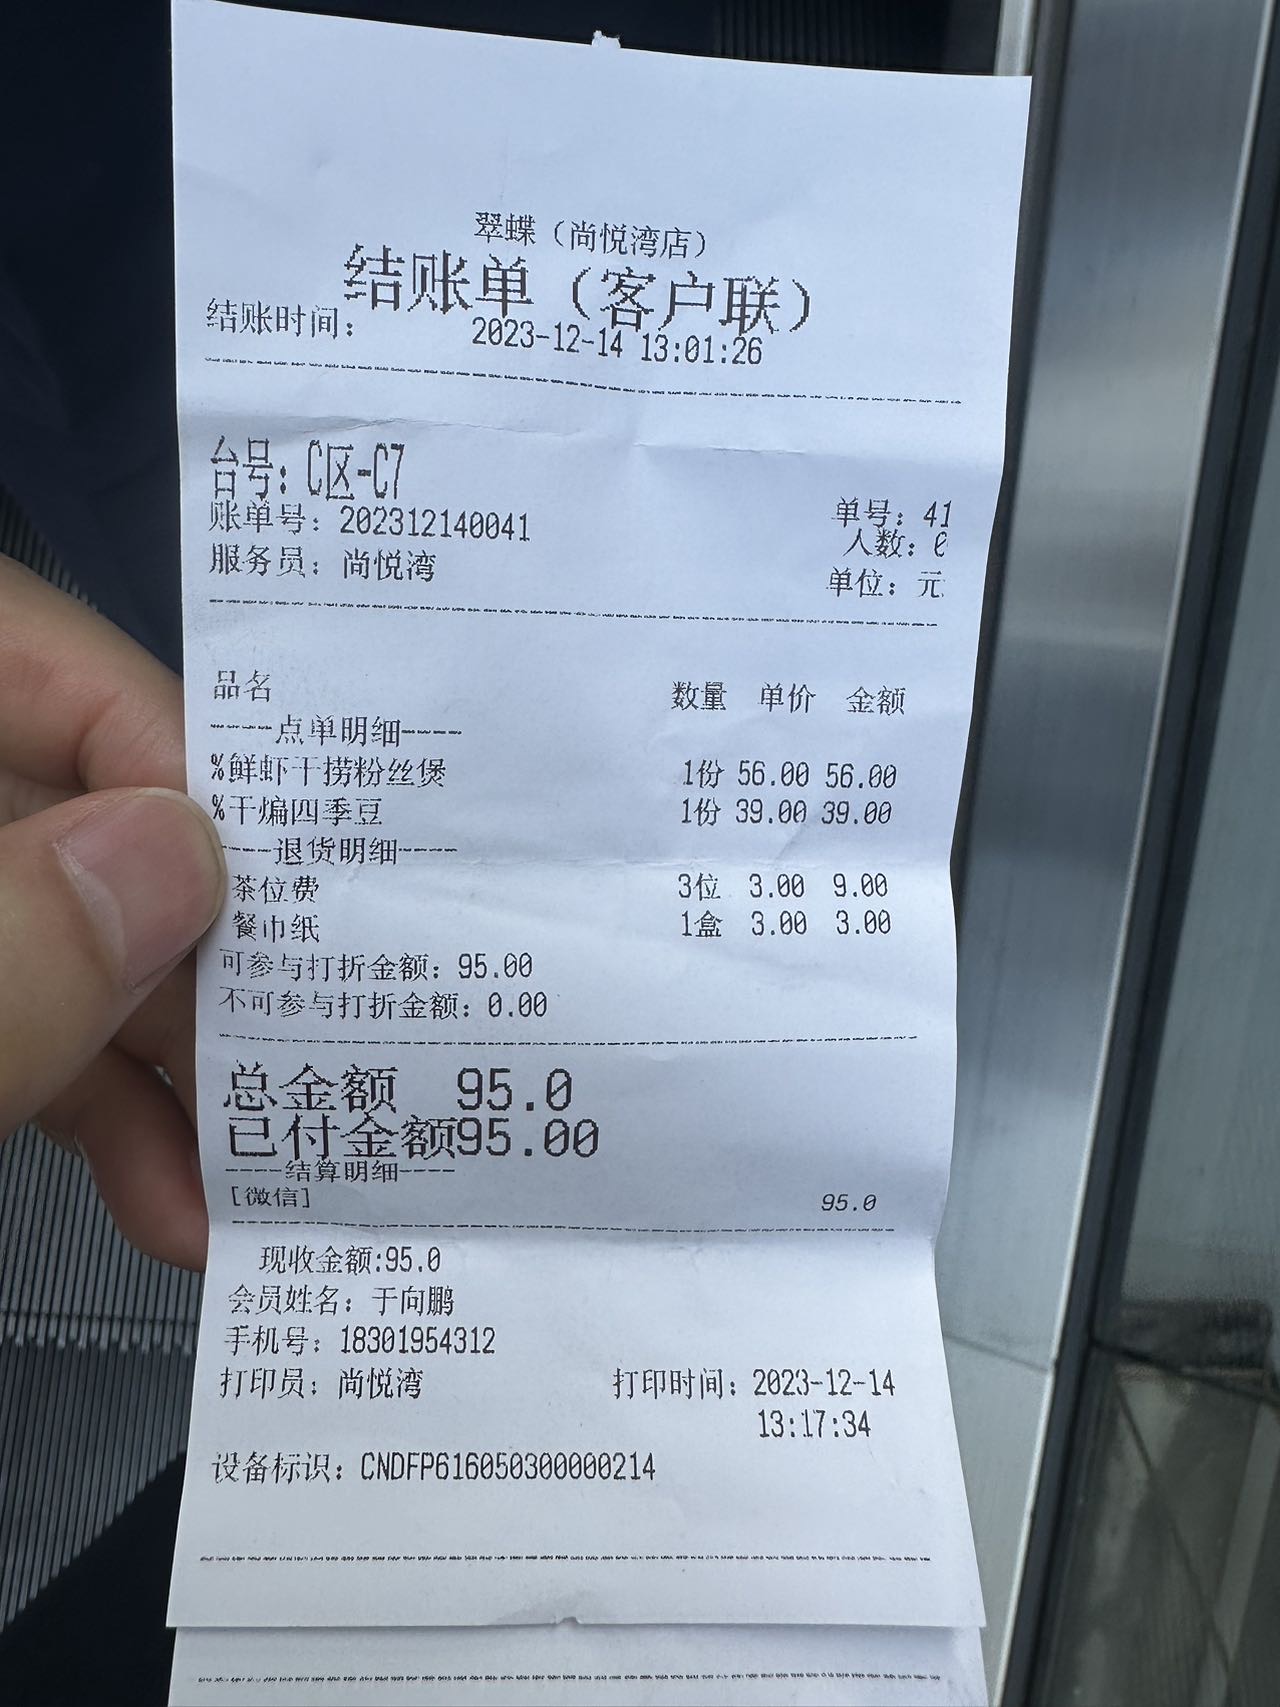 翠蝶（尚悦湾店）
结账单（客户联）
结账时间： 2023-12-14 13:01:26
台号：C区-C7
账单号：202312140041 单号：41
人数：0
服务员：尚悦湾 单位：元
品名 数量 单价 金额
----点单明细----
%鲜虾干捞粉丝煲 1份 56.00 56.00
%干煸四季豆 1份 39.00 39.00
----退货明细----
茶位费 3位 3.00 9.00
餐巾纸 1盒 3.00 3.00
可参与打折金额：95.00
不可参与打折金额：0.00
总金额 95.0
已付金额95.00
----结算明细----
[微信] 95.0
现收金额:95.0
会员姓名：于向鹏
手机号：18301954312
打印员：尚悦湾 打印时间：2023-12-14
13:17:34
设备标识：CNDFP616050300000214